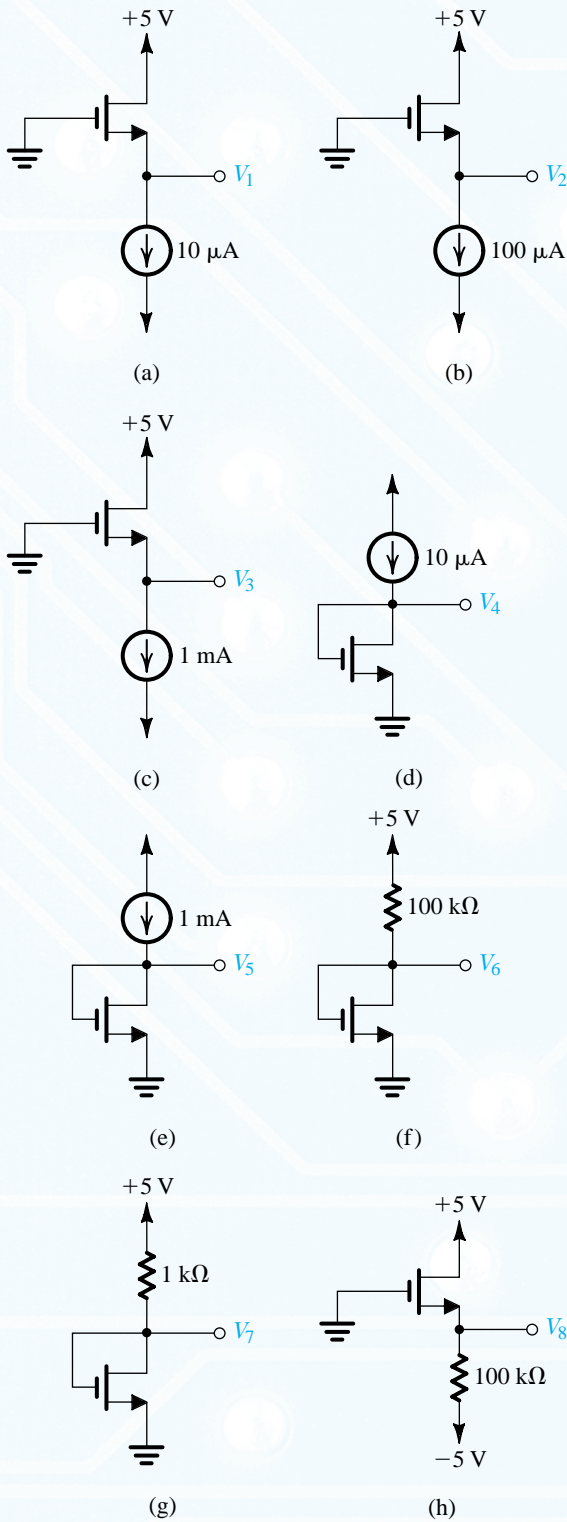 +5 V
+5 V
V1
V2
10 μA
100 μA
(a)
(b)
+5 V
V3
10 μA
V4
1 mA
(c)
(d)
+5 V
1 mA
100 kΩ
V5
V6
(e)
(f)
+5 V
+5 V
1 kΩ
V7
V8
100 kΩ
−5 V
(g)
(h)